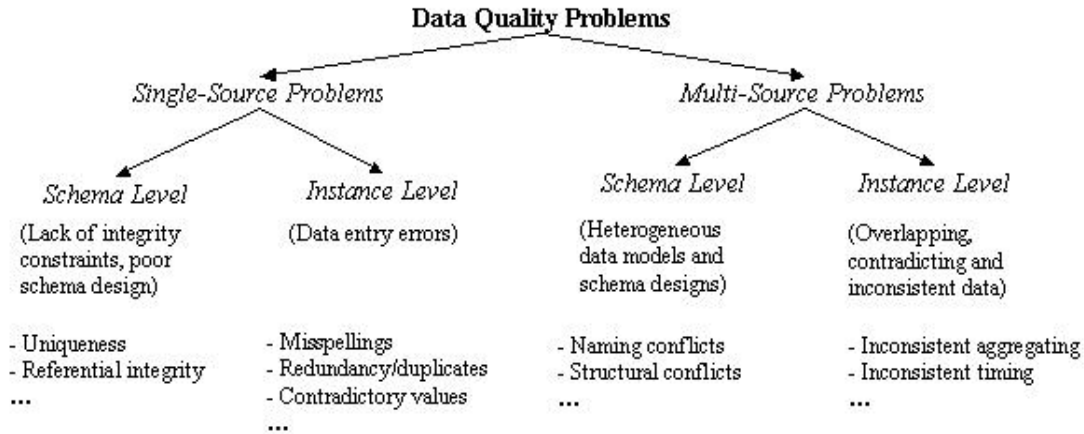 Data Quality Problems
Single-Source Problems
Multi-Source Problems
Schema Level
Instance Level
Schema Level
Instance Level
(Lack of integrity
constraints, poor
schema design)
(Data entry errors)
(Heterogeneous
data models and
schema designs)
(Overlapping,
contradicting and
inconsistent data)
- Uniqueness
- Referential integrity
...
- Misspellings
- Redundancy/duplicates
- Contradictory values
...
- Naming conflicts
- Structural conflicts
...
- Inconsistent aggregating
- Inconsistent timing
...